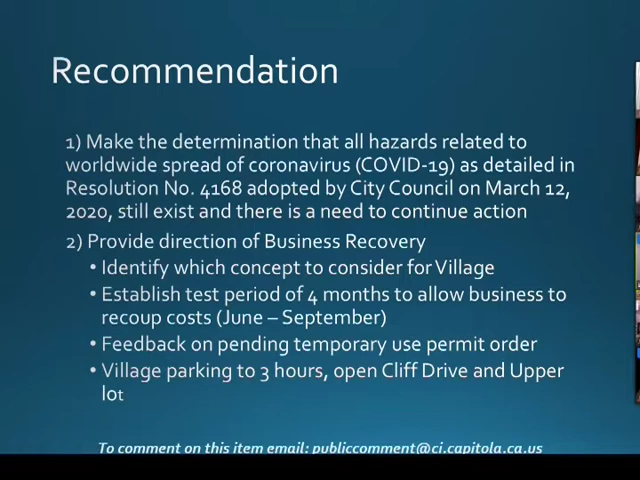 Recommendation
1) Make the determination that all hazards related to
worldwide spread of coronavirus (COVID-19) as detailed in
Resolution No. 4168 adopted by City Council on March 12,
2020, still exist and there is a need to continue action
2) Provide direction of Business Recovery
• Identify which concept to consider for Village
• Establish test period of 4 months to allow business to
recoup costs (June – September)
• Feedback on pending temporary use permit order
• Village parking to 3 hours, open Cliff Drive and Upper
lot
To comment on this item email: publiccomment@ci.capitola.ca.us